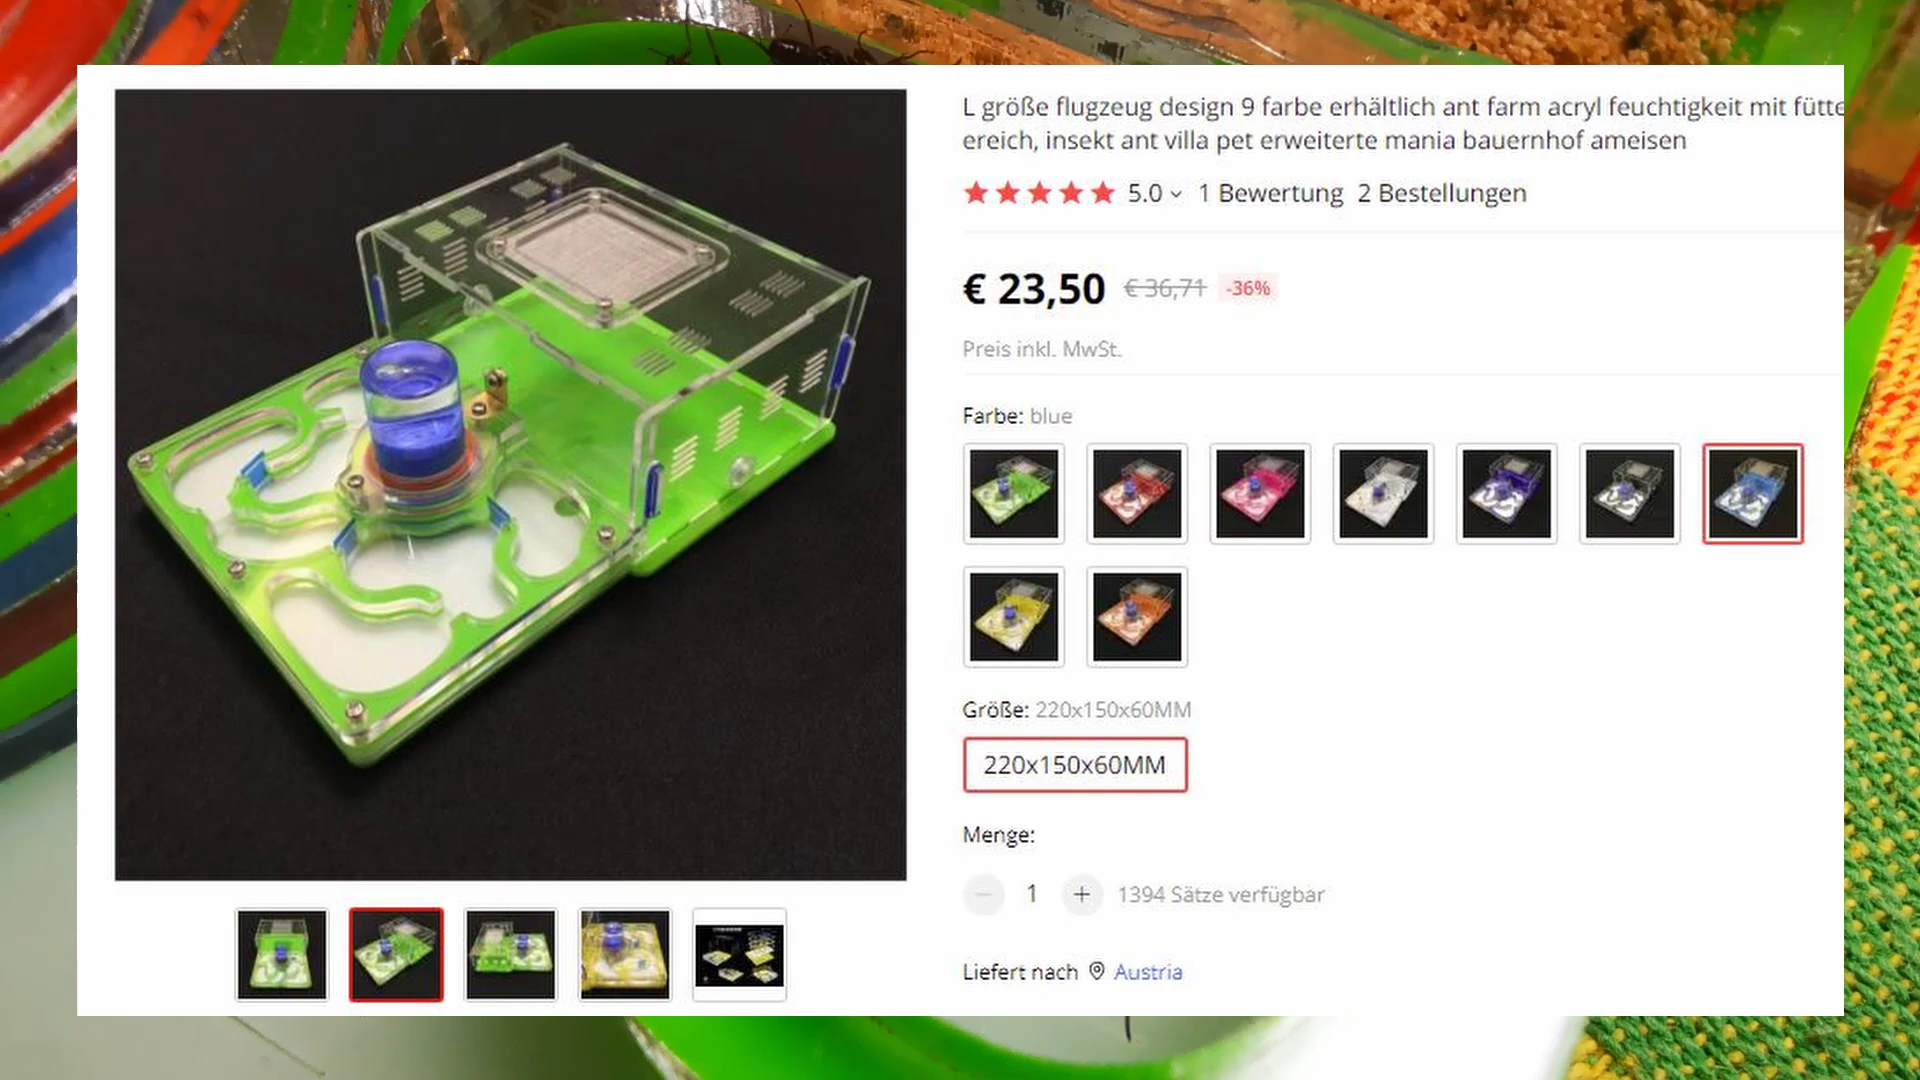 L größe flugzeug design 9 farbe erhältlich ant farm acryl feuchtigkeit mit fütte
ereich, insekt ant villa pet erweiterte mania bauernhof ameisen
5.0 1 Bewertung 2 Bestellungen
€ 23,50 € 36,71 -36%
Preis inkl. MwSt.
Farbe: blue
Größe: 220x150x60MM
220x150x60MM
Menge:
− 1 + 1394 Sätze verfügbar
Liefert nach Austria